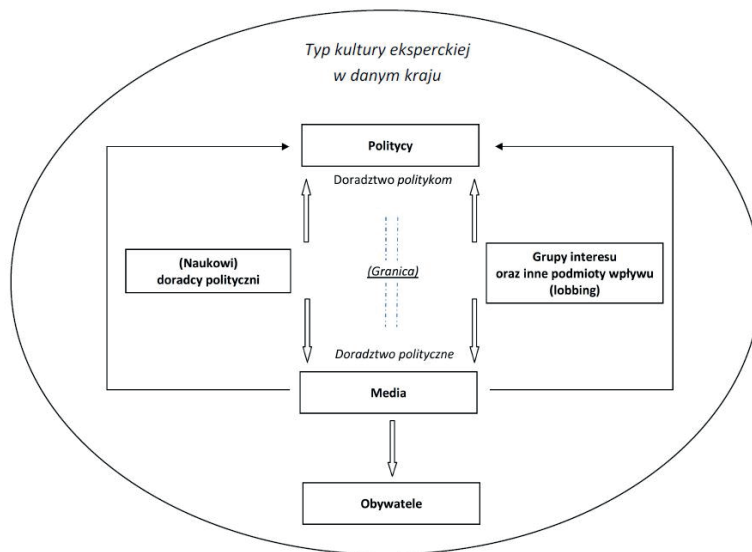 Typ kultury eksperckiej
w danym kraju
Politycy
Doradztwo politykom
(Naukowi)
doradcy polityczni
(Granica)
Grupy interesu
oraz inne podmioty wpływu
(lobbing)
Doradztwo polityczne
Media
Obywatele